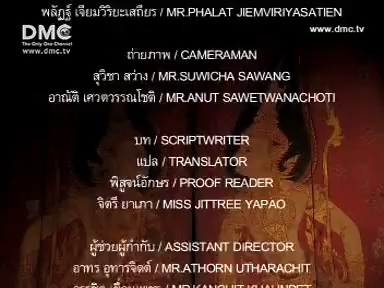 พลัฏฐ์ เจียมวิริยะเสถียร / MR.PHALAT JIEMVIRIYASATIEN
DMC
The Only One Channel
www.dmc.tv
www.dmc.tv
ถ่ายภาพ / CAMERAMAN
สุวิชา สว่าง / MR.SUWICHA SAWANG
อาณัติ เศวตวรรณโชติ / MR.ANUT SAWETWANACHOTI
บท / SCRIPTWRITER
แปล / TRANSLATOR
พิสูจน์อักษร / PROOF READER
จิตรี ยาเภา / MISS JITTREE YAPAO
ผู้ช่วยผู้กำกับ / ASSISTANT DIRECTOR
อาทร อุทารจิตต์ / MR.ATHORN UTHARACHIT